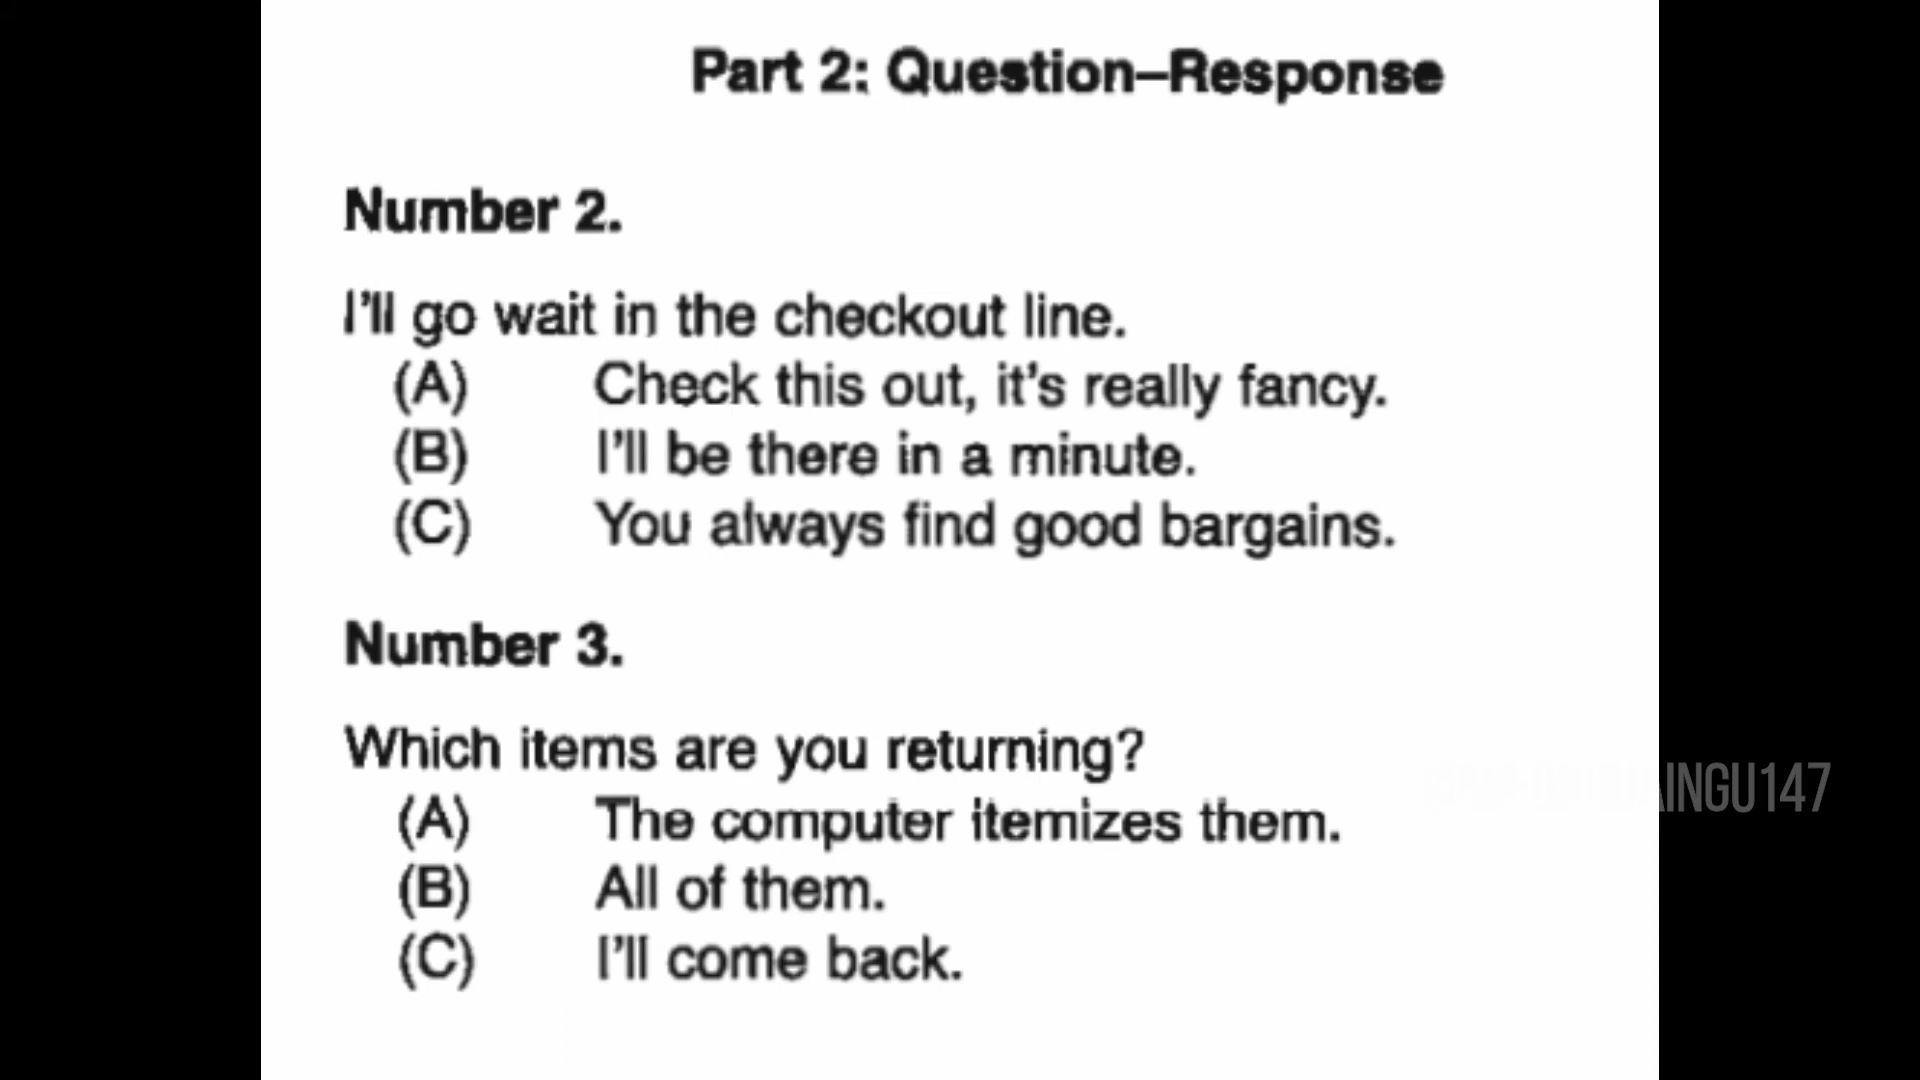 Part 2: Question–Response
Number 2.
I'll go wait in the checkout line.
(A) Check this out, it's really fancy.
(B) I'll be there in a minute.
(C) You always find good bargains.
Number 3.
Which items are you returning?
(A) The computer itemizes them.
(B) All of them.
(C) I'll come back.